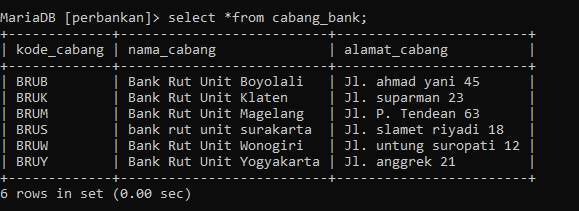 MariaDB [perbankan]> select *from cabang_bank;
+-------------+--------------------------+------------------------+
| kode_cabang | nama_cabang              | alamat_cabang          |
+-------------+--------------------------+------------------------+
| BRUB        | Bank Rut Unit Boyolali   | Jl. ahmad yani 45      |
| BRUK        | Bank Rut Unit Klaten     | Jl. suparman 23        |
| BRUM        | Bank Rut Unit Magelang   | Jl. P. Tendean 63      |
| BRUS        | bank rut unit surakarta  | Jl. slamet riyadi 18   |
| BRUW        | Bank Rut Unit Wonogiri   | Jl. untung suropati 12 |
| BRUY        | Bank Rut Unit Yogyakarta | Jl. anggrek 21         |
+-------------+--------------------------+------------------------+
6 rows in set (0.00 sec)